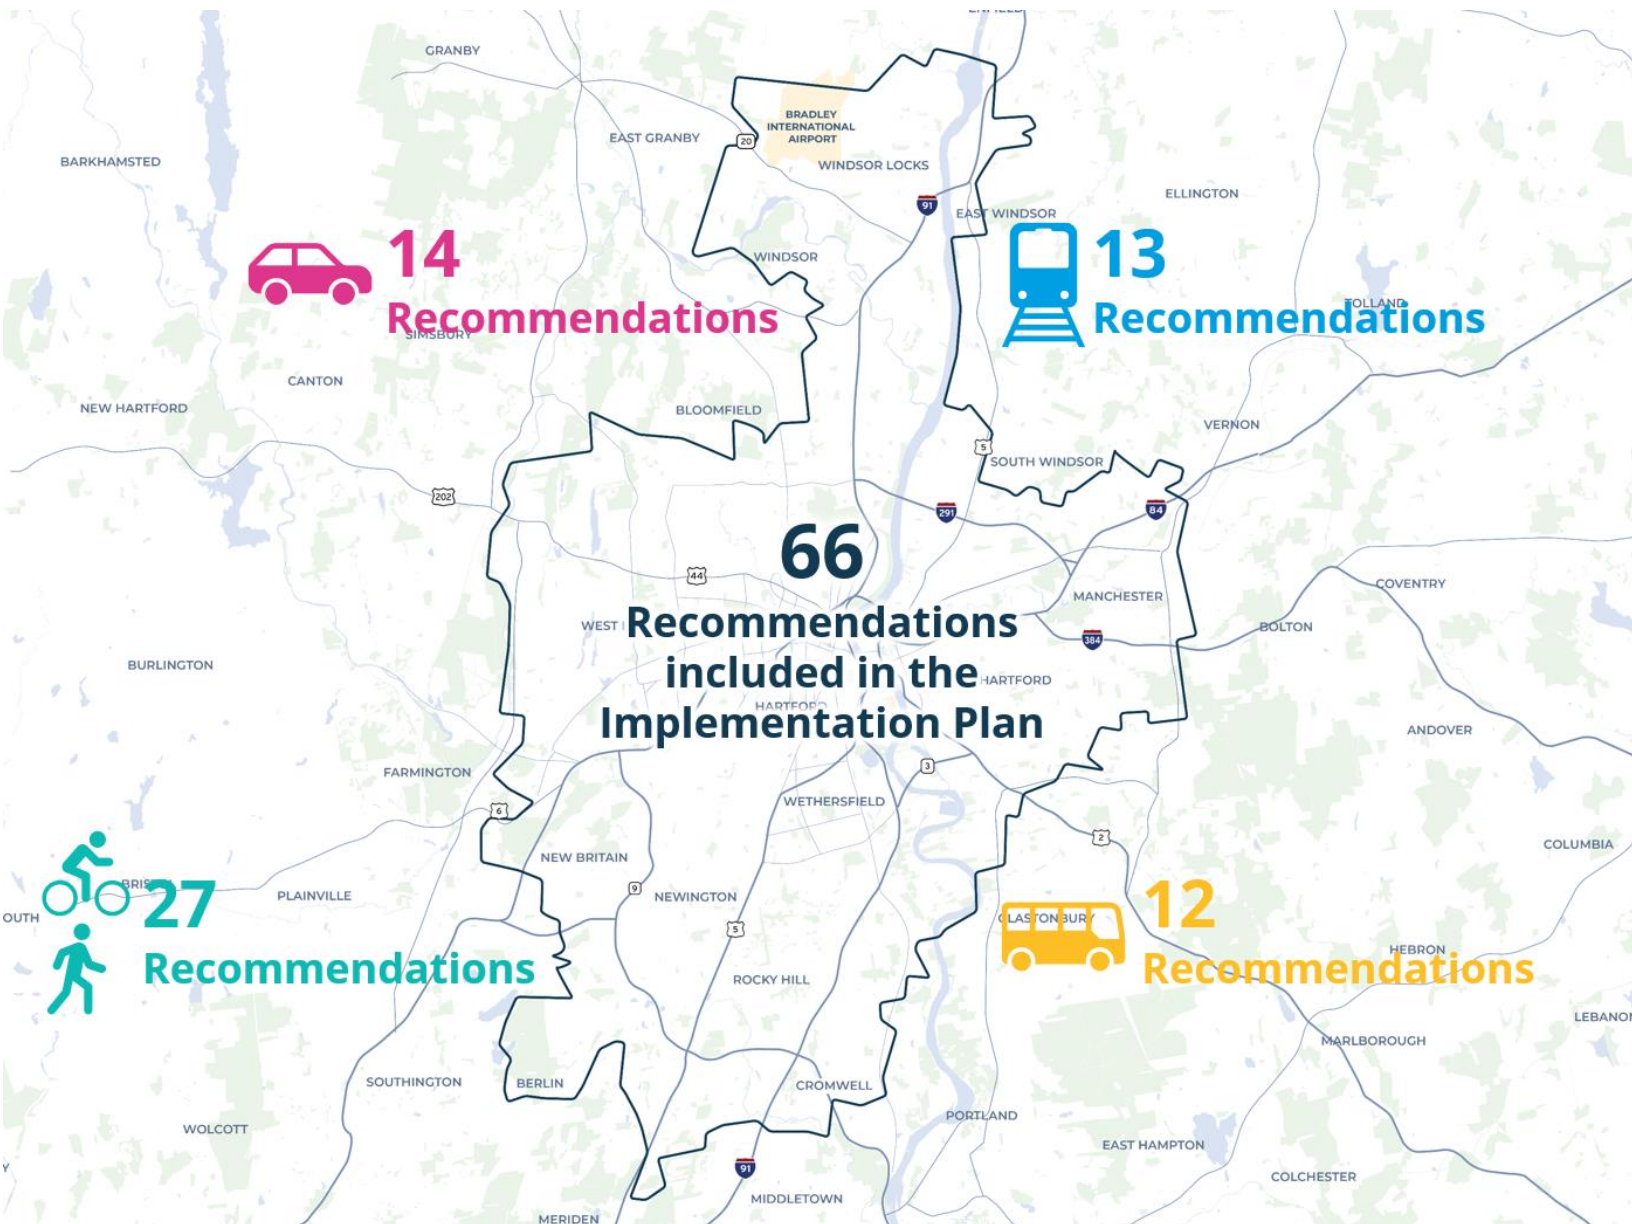 GRANBY
BRADLEY
INTERNATIONAL
AIRPORT
EAST GRANBY
20
BARKHAMSTED
WINDSOR LOCKS
ELLINGTON
91
EAST WINDSOR
14
Recommendations
13
Recommendations
WINDSOR
TOLLAND
SIMSBURY
CANTON
NEW HARTFORD
BLOOMFIELD
VERNON
5
SOUTH WINDSOR
202
291
84
66
Recommendations
included in the
Implementation Plan
44
COVENTRY
MANCHESTER
WEST
BOLTON
384
BURLINGTON
HARTFORD
HARTFORD
ANDOVER
3
FARMINGTON
WETHERSFIELD
6
2
COLUMBIA
NEW BRITAIN
9
NEWINGTON
PLAINVILLE
27
Recommendations
OUTH
12
Recommendations
GLASTONBURY
5
HEBRON
ROCKY HILL
LEBANON
MARLBOROUGH
SOUTHINGTON
BERLIN
CROMWELL
PORTLAND
WOLCOTT
EAST HAMPTON
91
COLCHESTER
MIDDLETOWN
MERIDEN